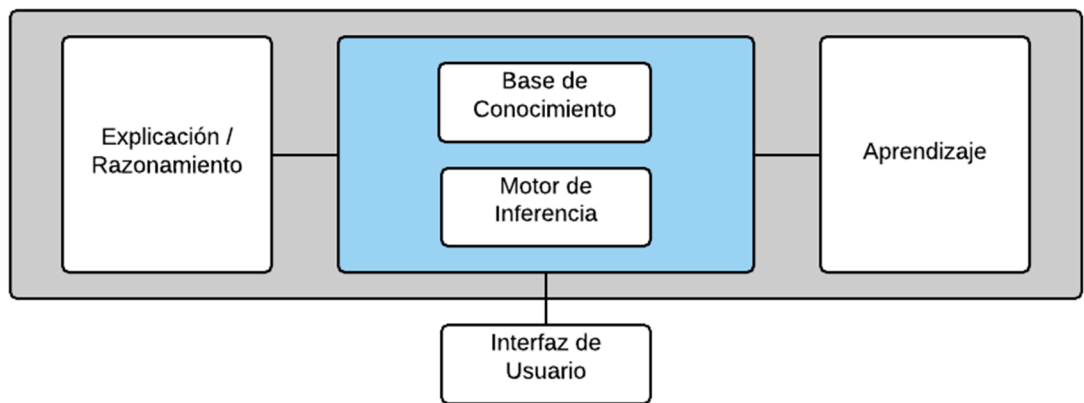 Explicación /
Razonamiento
Base de
Conocimiento
Motor de
Inferencia
Aprendizaje
Interfaz de
Usuario